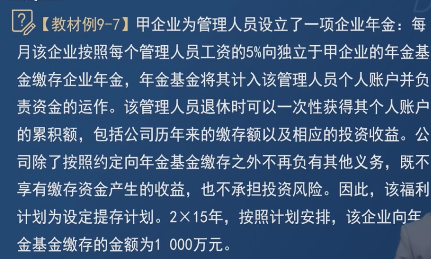 【教材例9-7】甲企业为管理人员设立了一项企业年金：每
月该企业按照每个管理人员工资的5%向独立于甲企业的年金基
金缴存企业年金，年金基金将其计入该管理人员个人账户并负
责资金的运作。该管理人员退休时可以一次性获得其个人账户
的累积额，包括公司历年来的缴存额以及相应的投资收益。公
司除了按照约定向年金基金缴存之外不再负有其他义务，既不
享有缴存资金产生的收益，也不承担投资风险。因此，该福利
计划为设定提存计划。2×15年，按照计划安排，该企业向年
金基金缴存的金额为1 000万元。